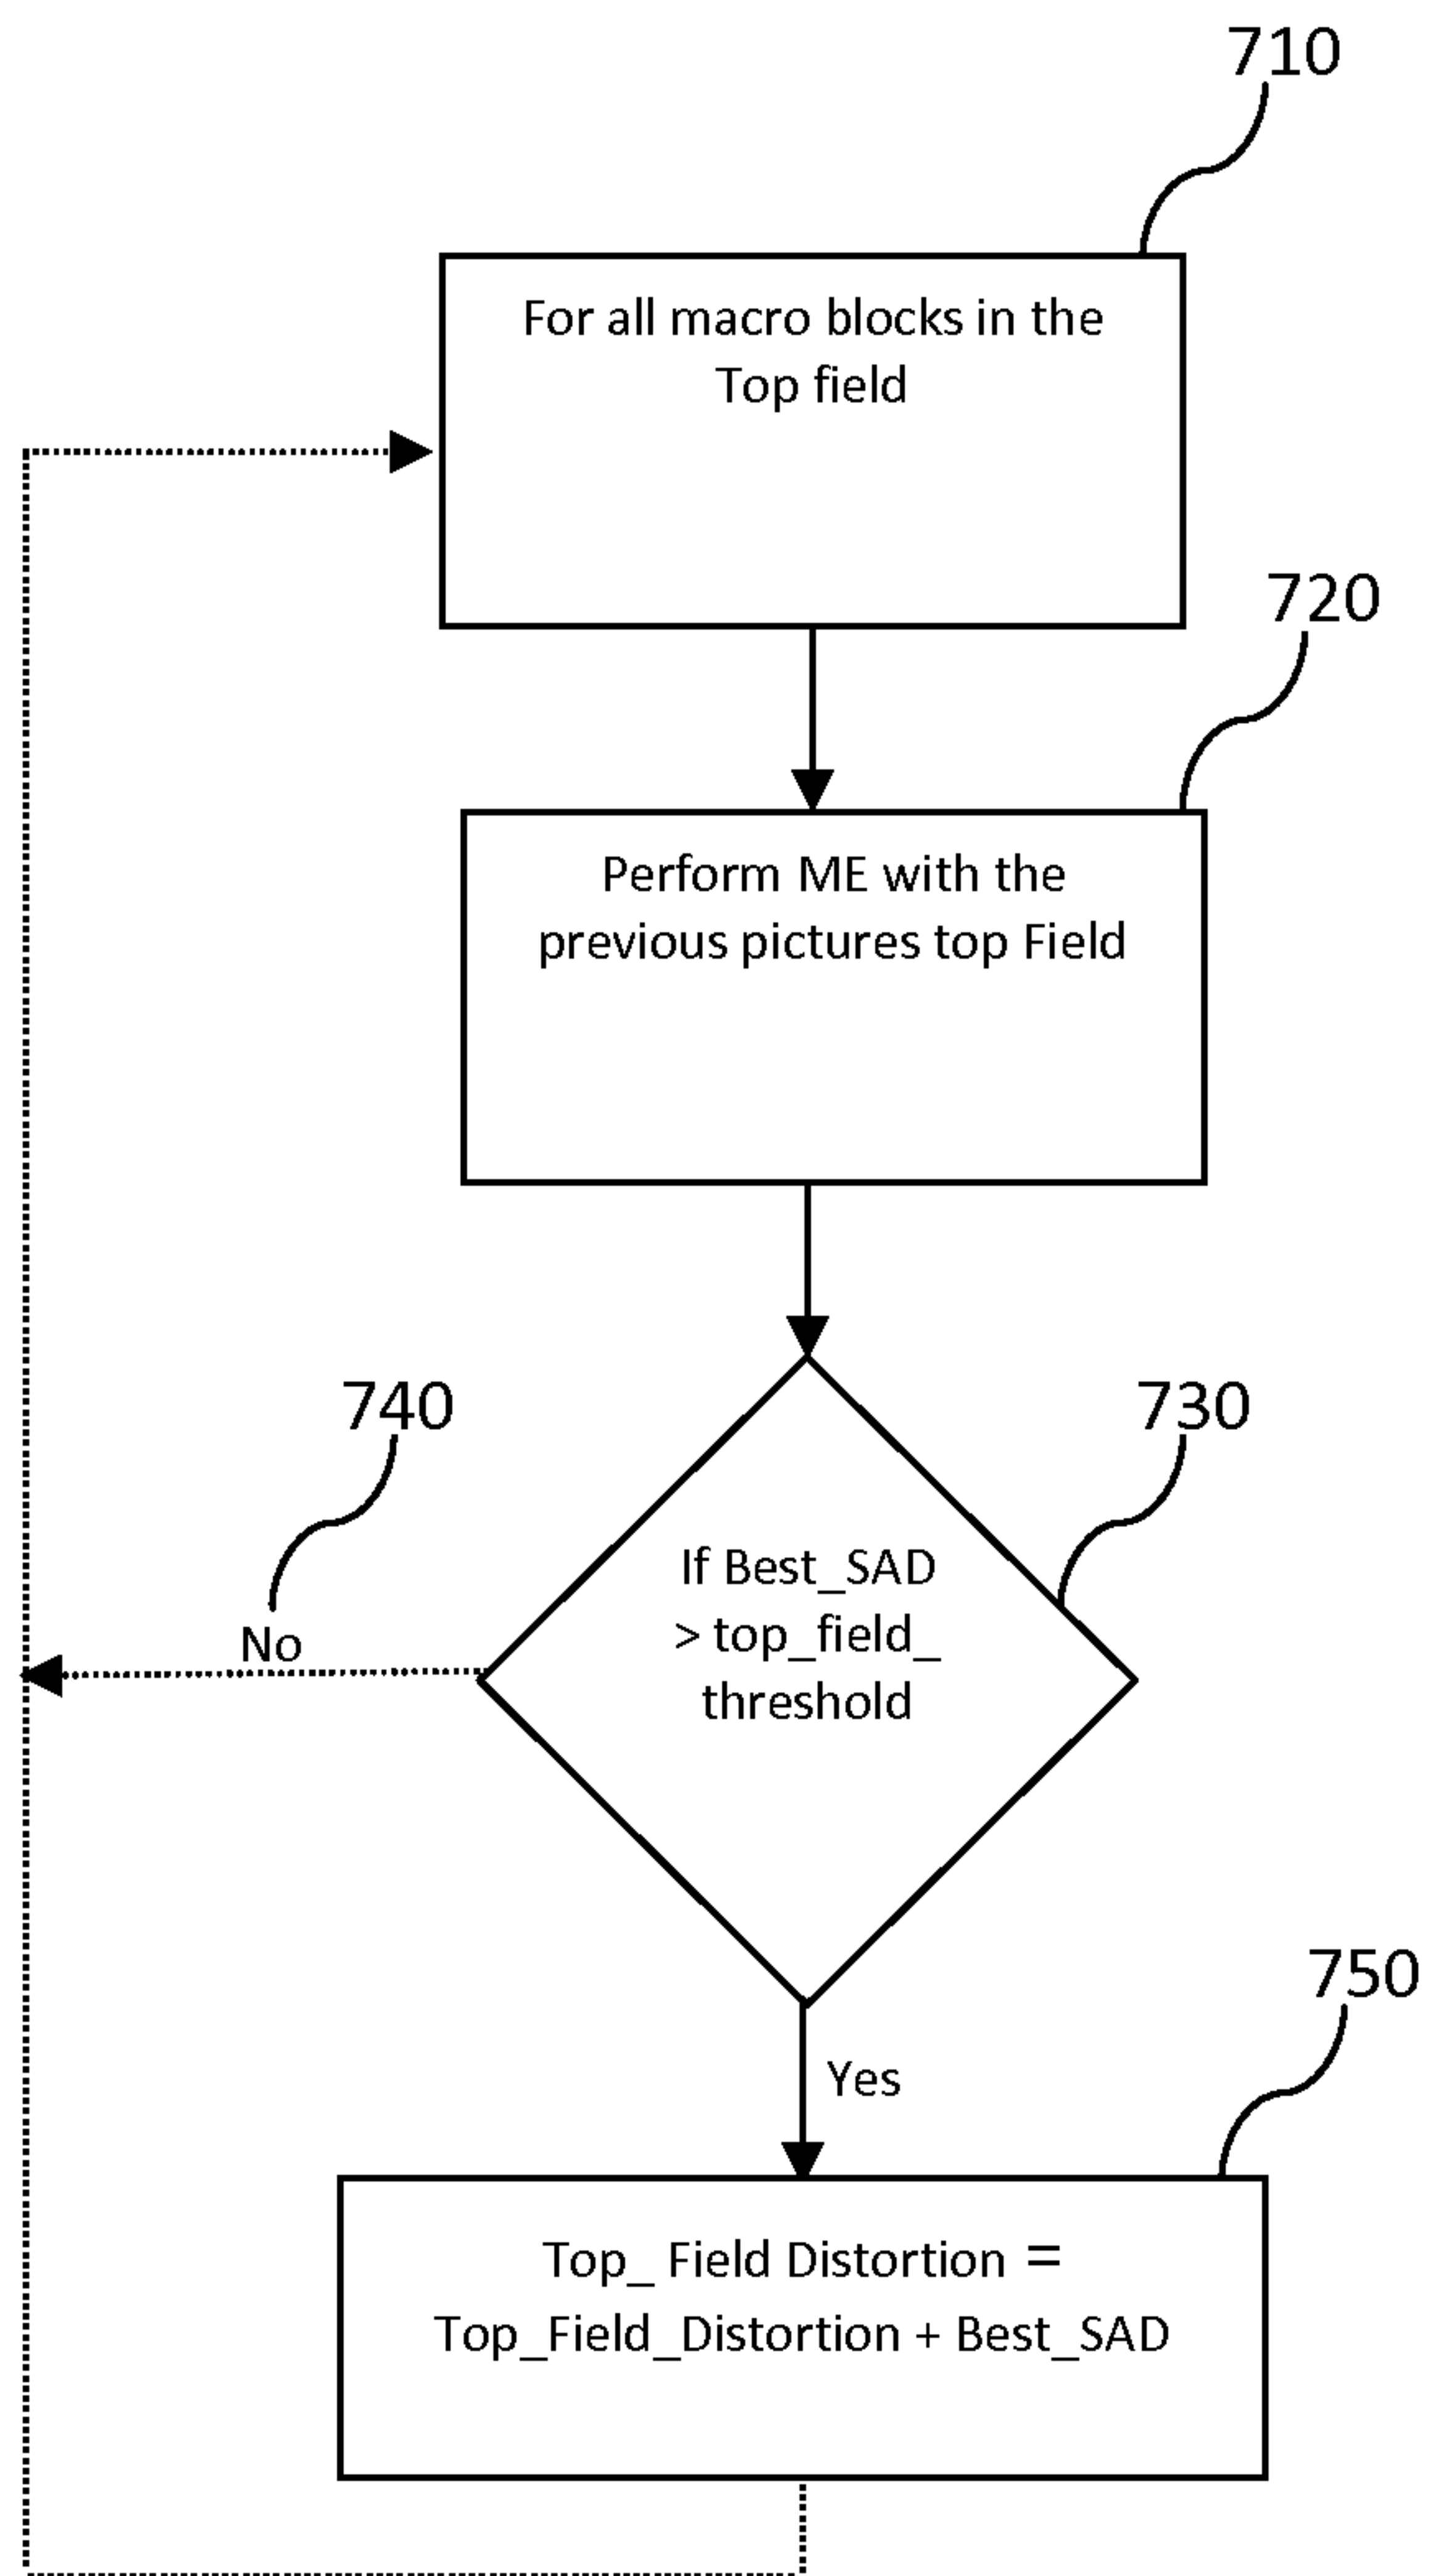 710
For all macro blocks in the
Top field
720
Perform ME with the
previous pictures top Field
740
730
If Best_SAD
> top_field_
threshold
No
750
Yes
Top_ Field Distortion =
Top_Field_Distortion + Best_SAD